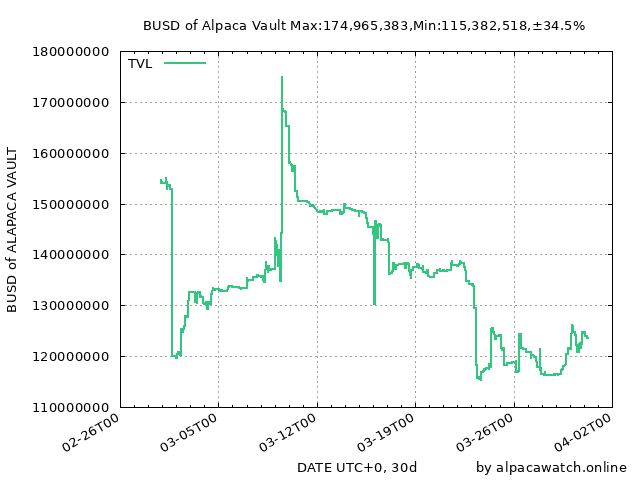 BUSD of Alpaca Vault Max:174,965,383,Min:115,382,518,±34.5%
TVL
180000000
170000000
160000000
150000000
140000000
130000000
120000000
110000000
BUSD of ALAPACA VAULT
02-26T00
03-05T00
03-12T00
03-19T00
03-26T00
04-02T00
DATE UTC+0, 30d
by alpacawatch.online